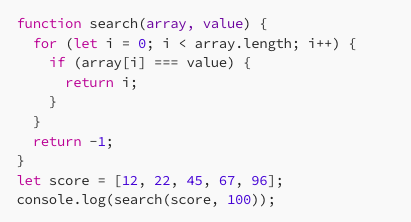 function search(array, value) {
  for (let i = 0; i < array.length; i++) {
    if (array[i] === value) {
      return i;
    }
  }
  return -1;
}
let score = [12, 22, 45, 67, 96];
console.log(search(score, 100));